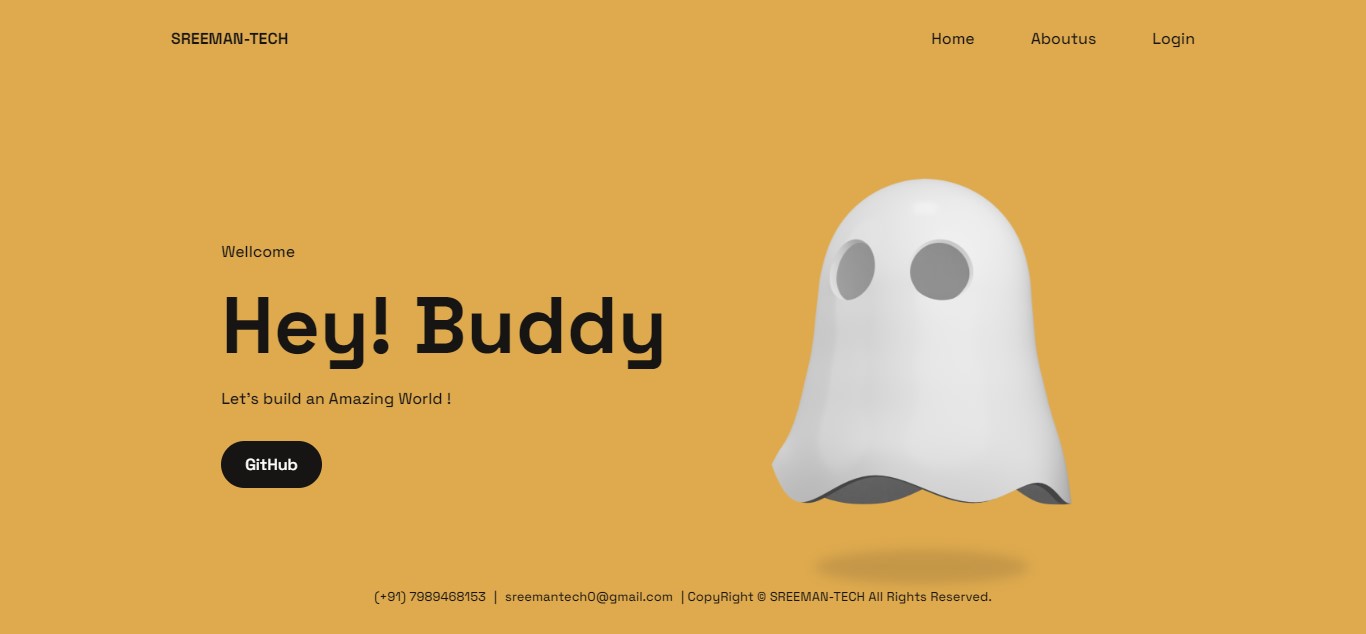 SREEMAN-TECH
Home Aboutus Login
Wellcome
Hey! Buddy
Let's build an Amazing World !
GitHub
(+91) 7989468153 | sreemantech0@gmail.com | CopyRight © SREEMAN-TECH All Rights Reserved.